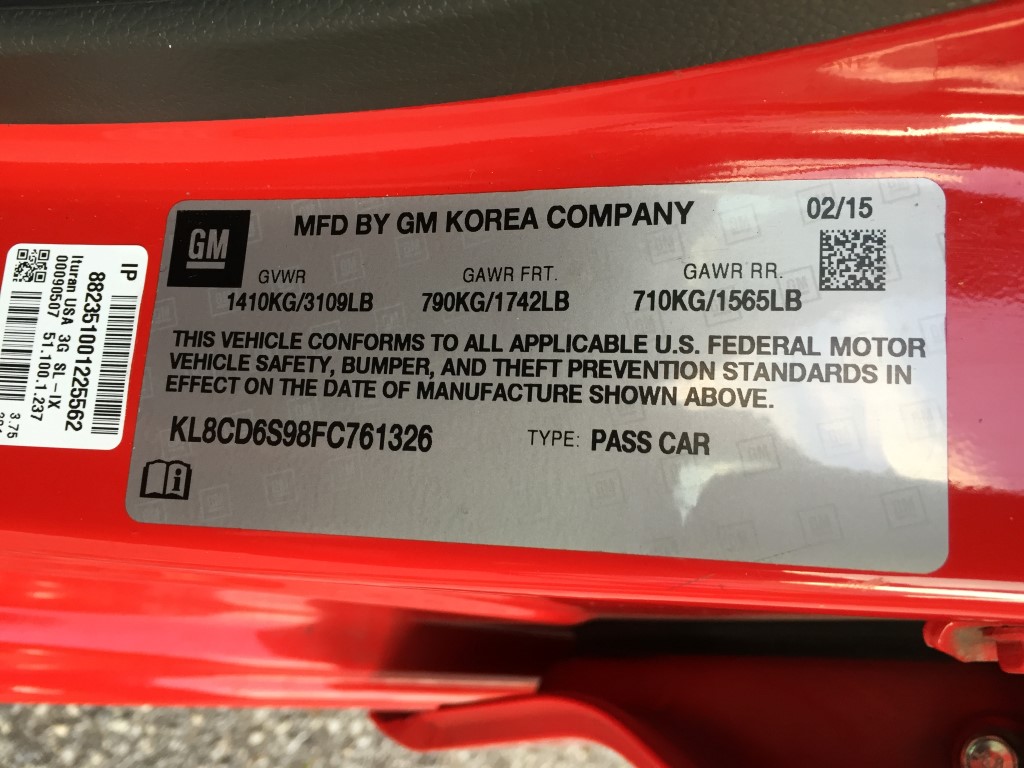 IP
8823510012255​62
Ituran USA 3G SL-IX
00090507 51.100.1.237
3.75
GM
MFD BY GM KOREA COMPANY 02/15
GVWR GAWR FRT. GAWR RR.
1410KG/3109LB 790KG/1742LB 710KG/1565LB
THIS VEHICLE CONFORMS TO ALL APPLICABLE U.S. FEDERAL MOTOR
VEHICLE SAFETY, BUMPER, AND THEFT PREVENTION STANDARDS IN
EFFECT ON THE DATE OF MANUFACTURE SHOWN ABOVE.
KL8CD6S98FC761326 TYPE: PASS CAR